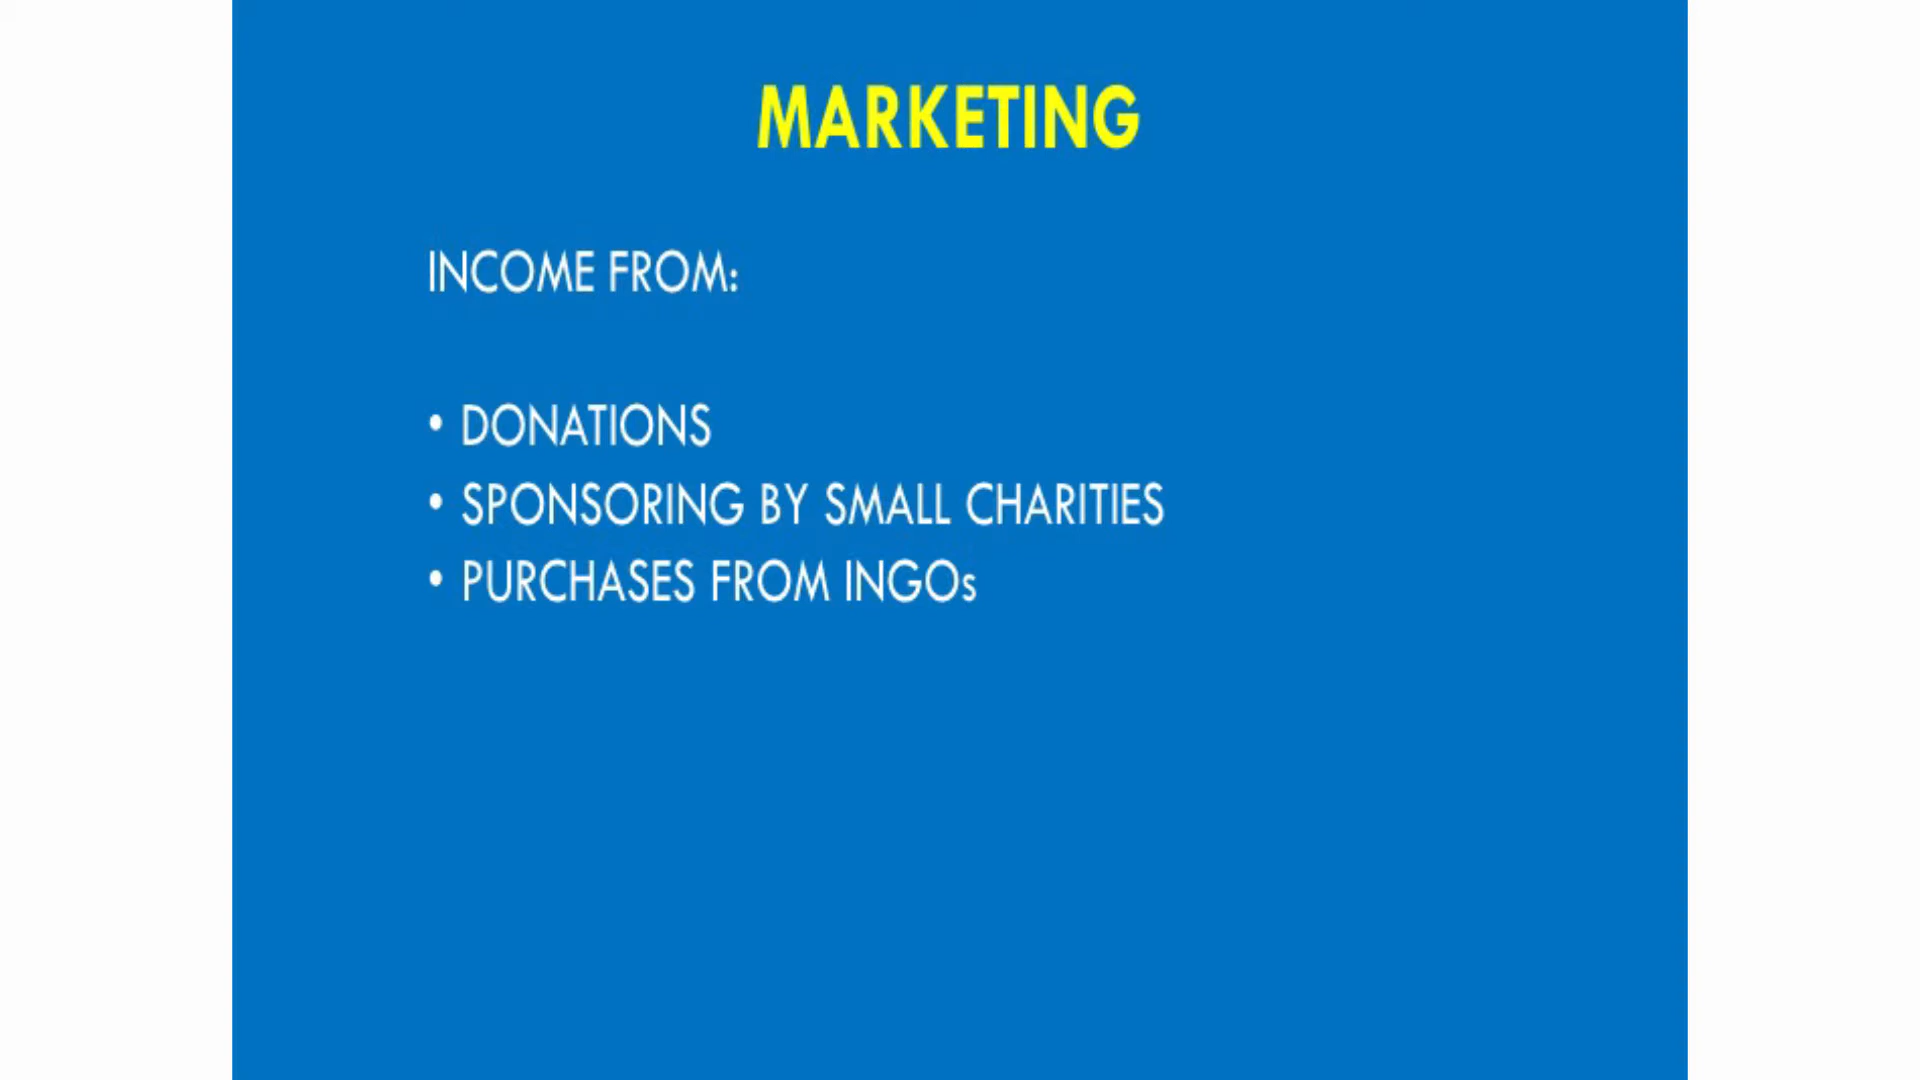 MARKETING
INCOME FROM:
• DONATIONS
• SPONSORING BY SMALL CHARITIES
• PURCHASES FROM INGOs